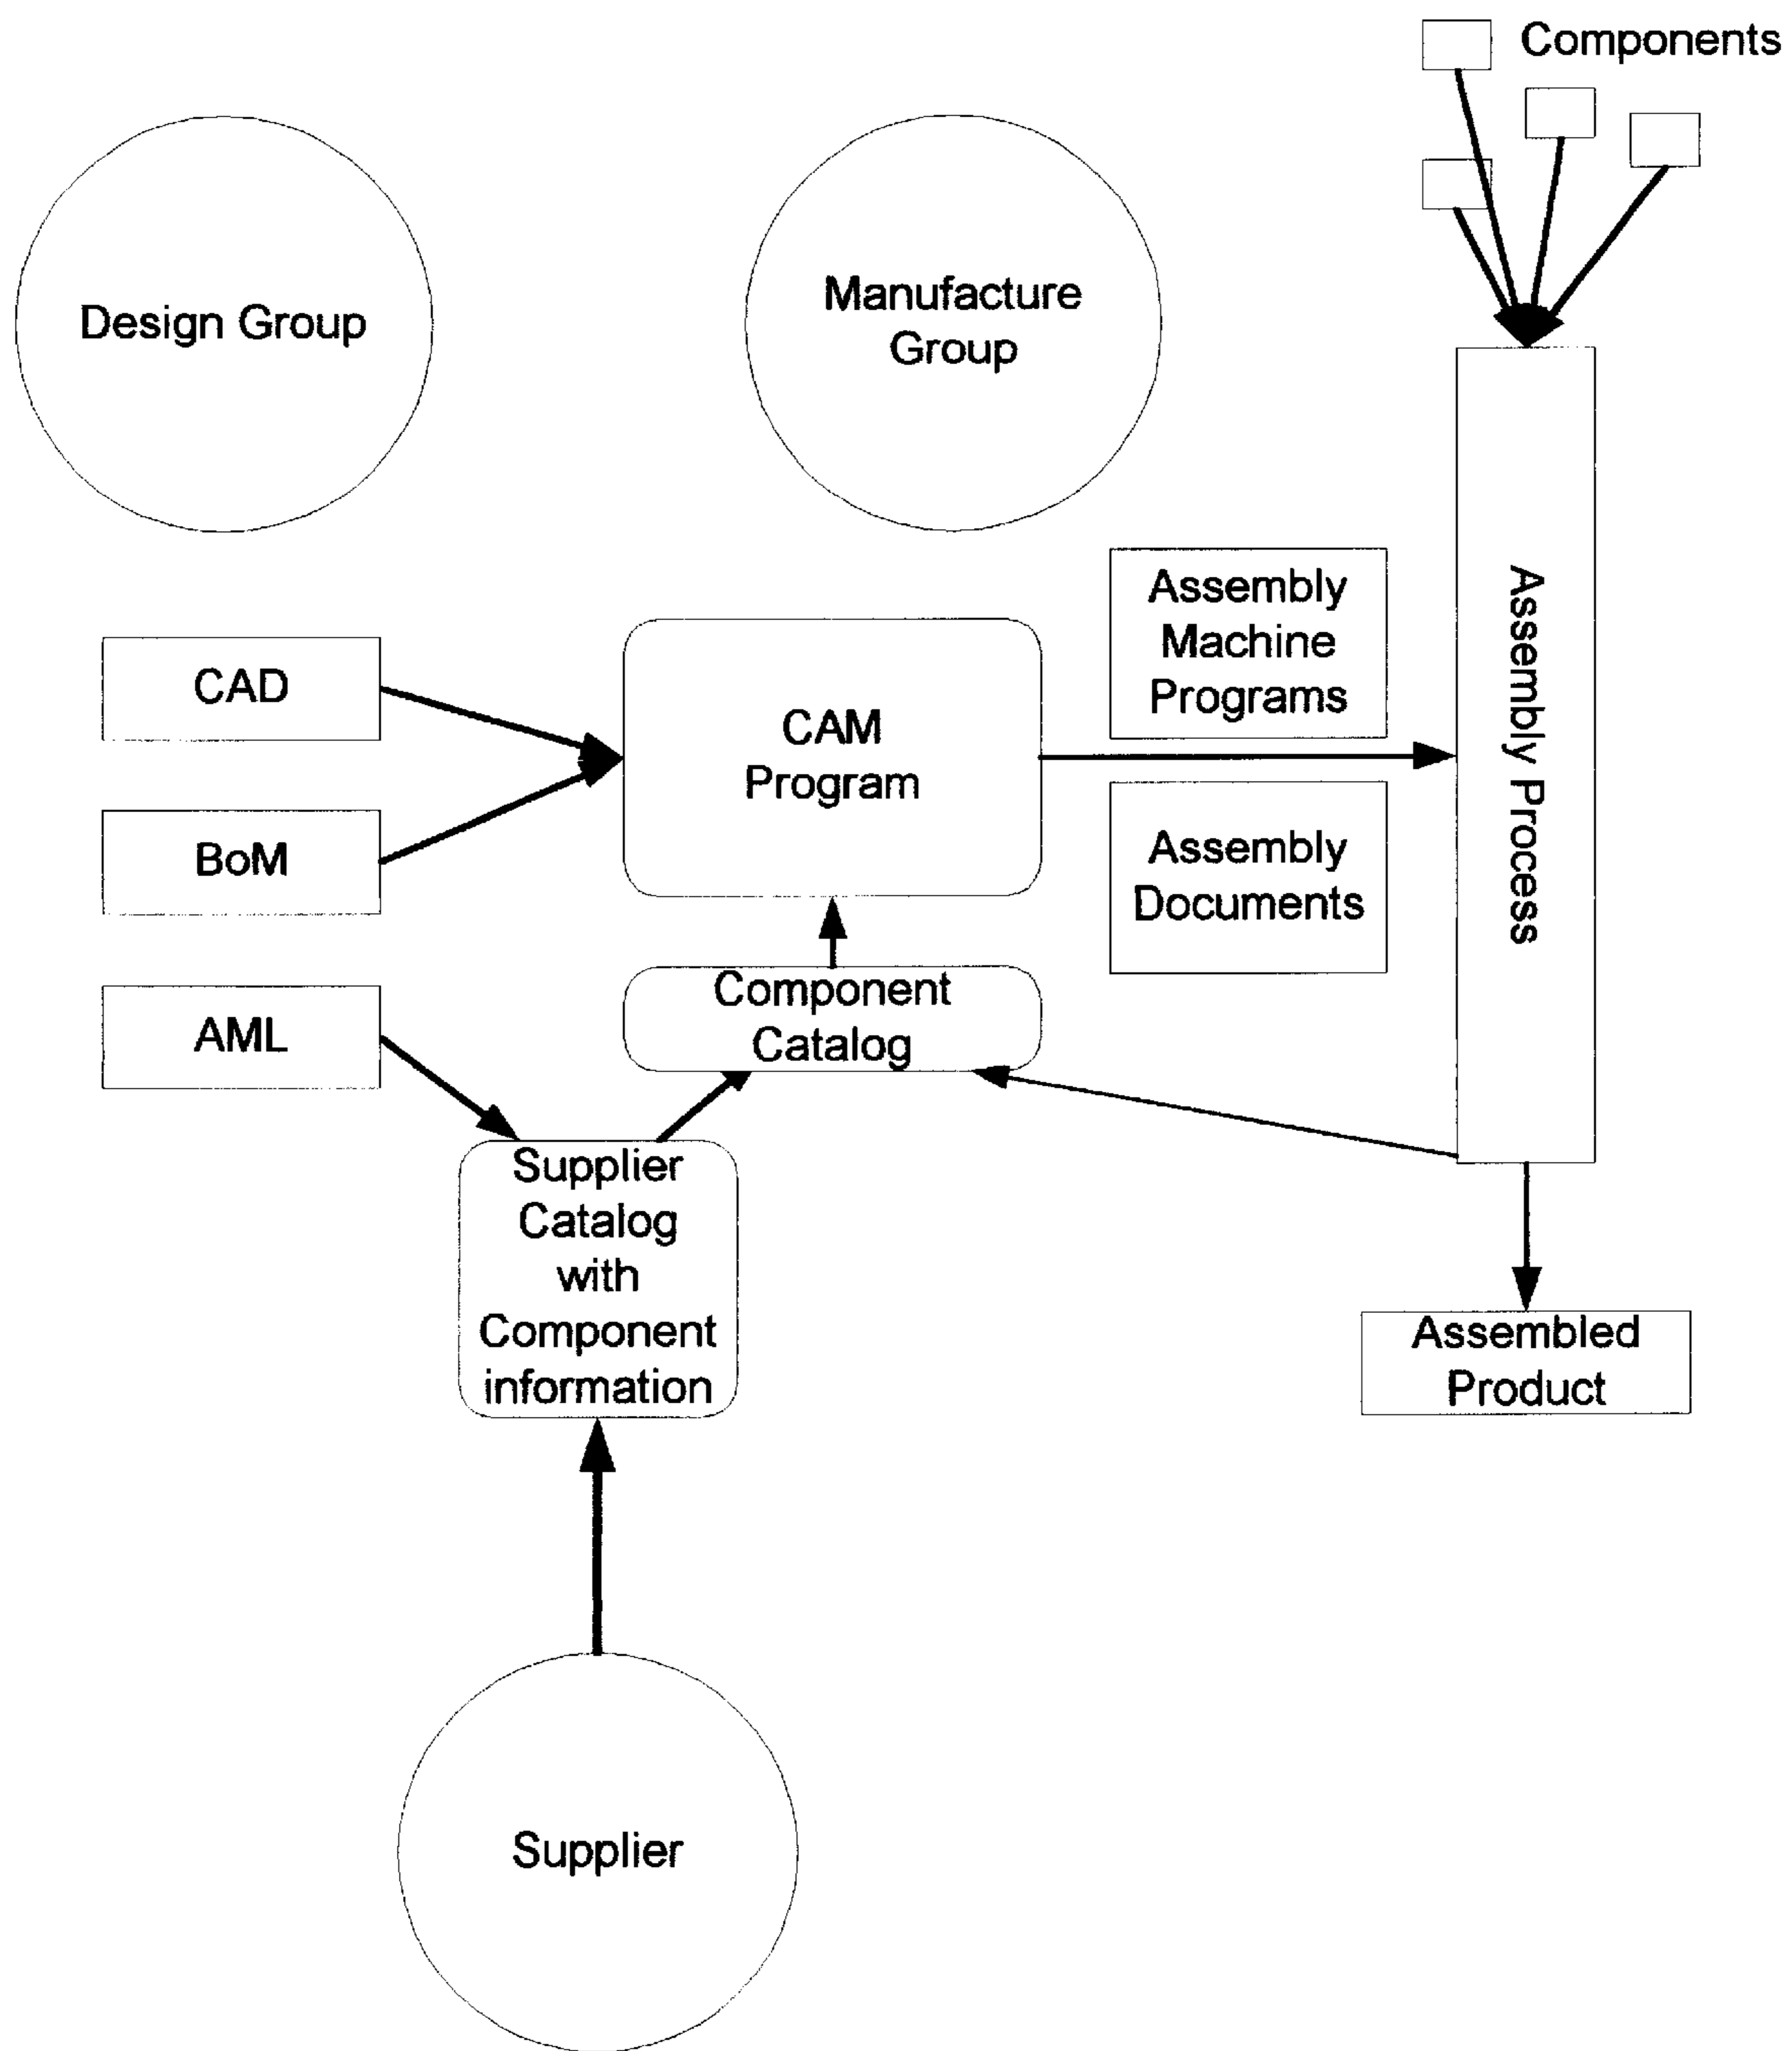 Components
Design Group
Manufacture
Group
Assembly
Machine
Programs
Assembly Process
CAD
CAM
Program
BoM
Assembly
Documents
AML
Component
Catalog
Supplier
Catalog
with
Component
information
Assembled
Product
Supplier